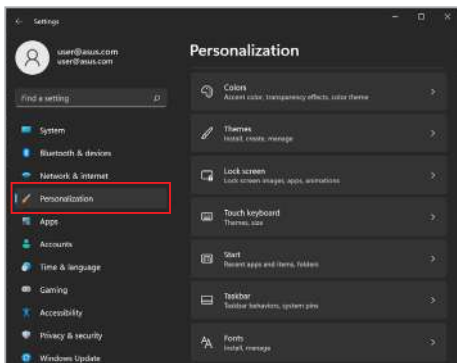 Settings
user@asus.com
user@asus.com
Find a setting
System
Bluetooth & devices
Network & internet
Personalization
Apps
Accounts
Time & language
Gaming
Accessibility
Privacy & security
Windows Update
Personalization
Colors
Accent color, transparency effects, color theme
Themes
Install, create, manage
Lock screen
Lock screen images, apps, animations
Touch keyboard
Themes, size
Start
Recent apps and items, folders
Taskbar
Taskbar behaviors, system pins
Fonts
Install, manage